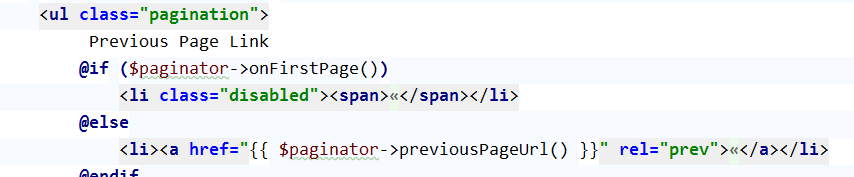 <ul class="pagination">
Previous Page Link
@if ($paginator->onFirstPage())
<li class="disabled"><span>«</span></li>
@else
<li><a href="{{ $paginator->previousPageUrl() }}" rel="prev">«</a></li>
@endif